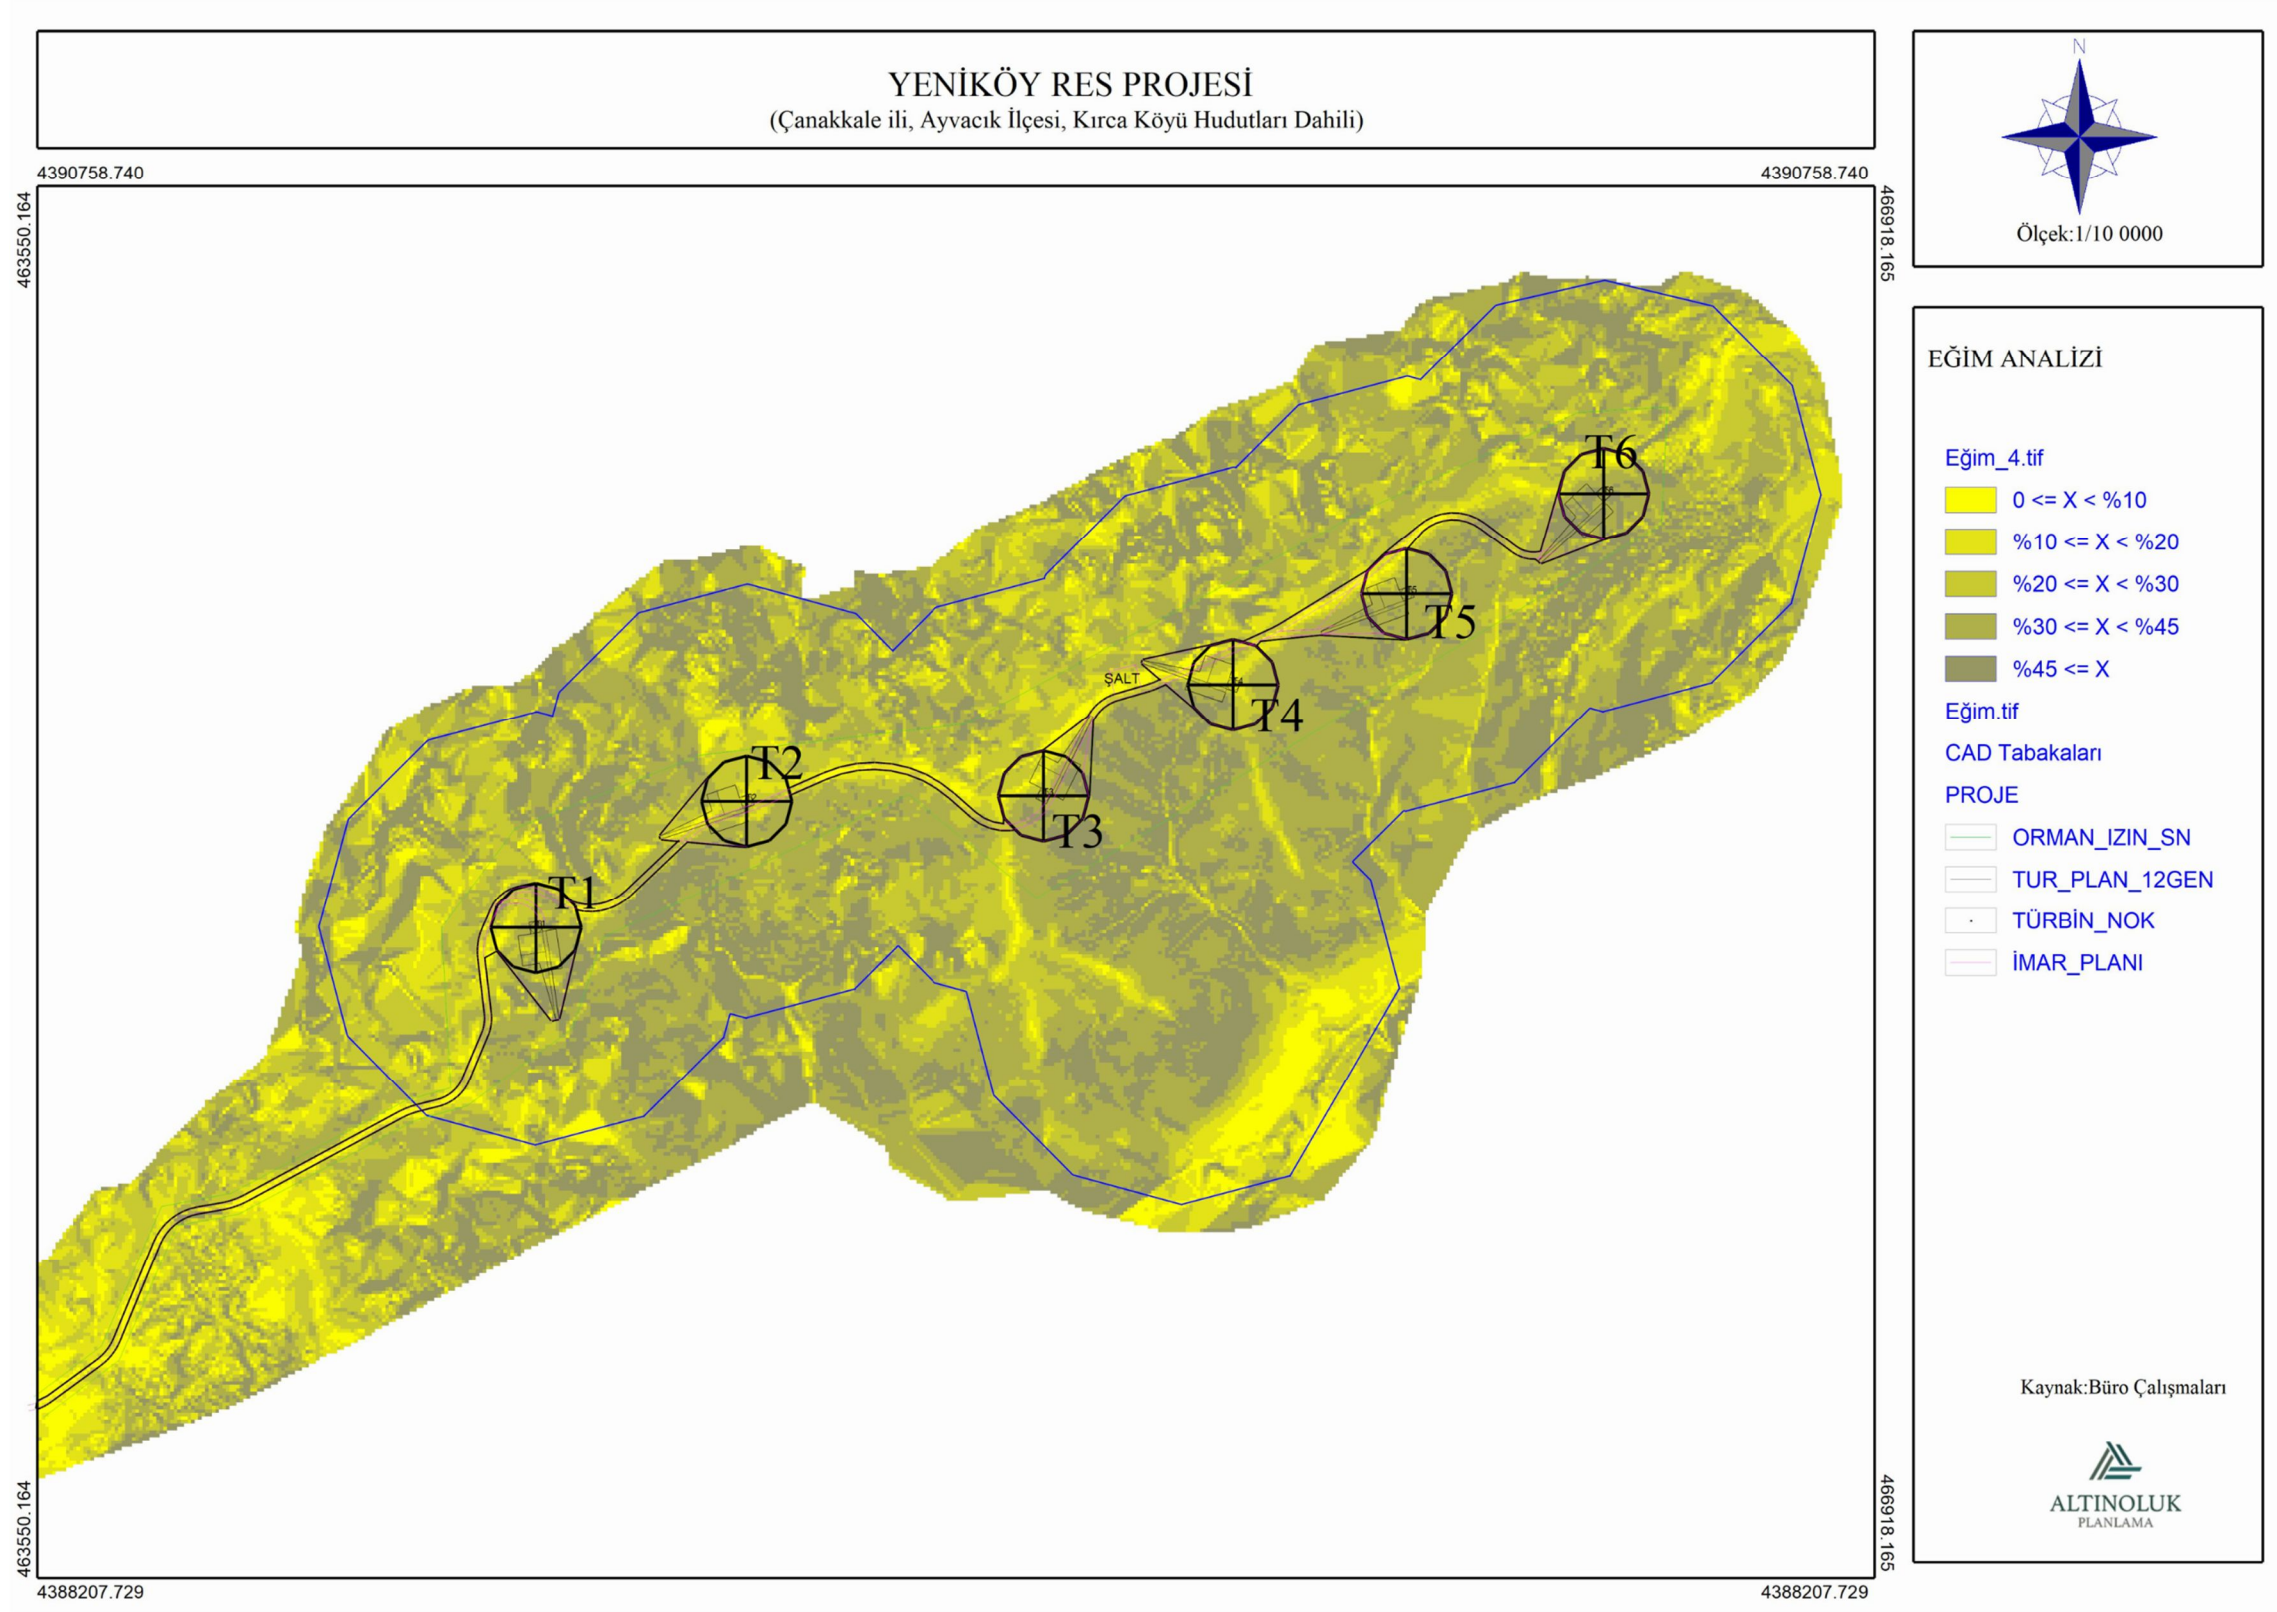 YENİKÖY RES PROJESİ
(Çanakkale ili, Ayvacık İlçesi, Kırca Köyü Hudutları Dahili)
N
Ölçek:1/10 0000
4390758.740
4390758.740
463550.164
466918.165
T6
T5
ŞALT
T4
T2
T3
T1
EĞİM ANALİZİ
Eğim_4.tif
0 <= X < %10
%10 <= X < %20
%20 <= X < %30
%30 <= X < %45
%45 <= X
Eğim.tif
CAD Tabakaları
PROJE
ORMAN_IZIN_SN
TUR_PLAN_12GEN
TÜRBİN_NOK
İMAR_PLANI
Kaynak:Büro Çalışmaları
ALTINOLUK
PLANLAMA
463550.164
466918.165
4388207.729
4388207.729